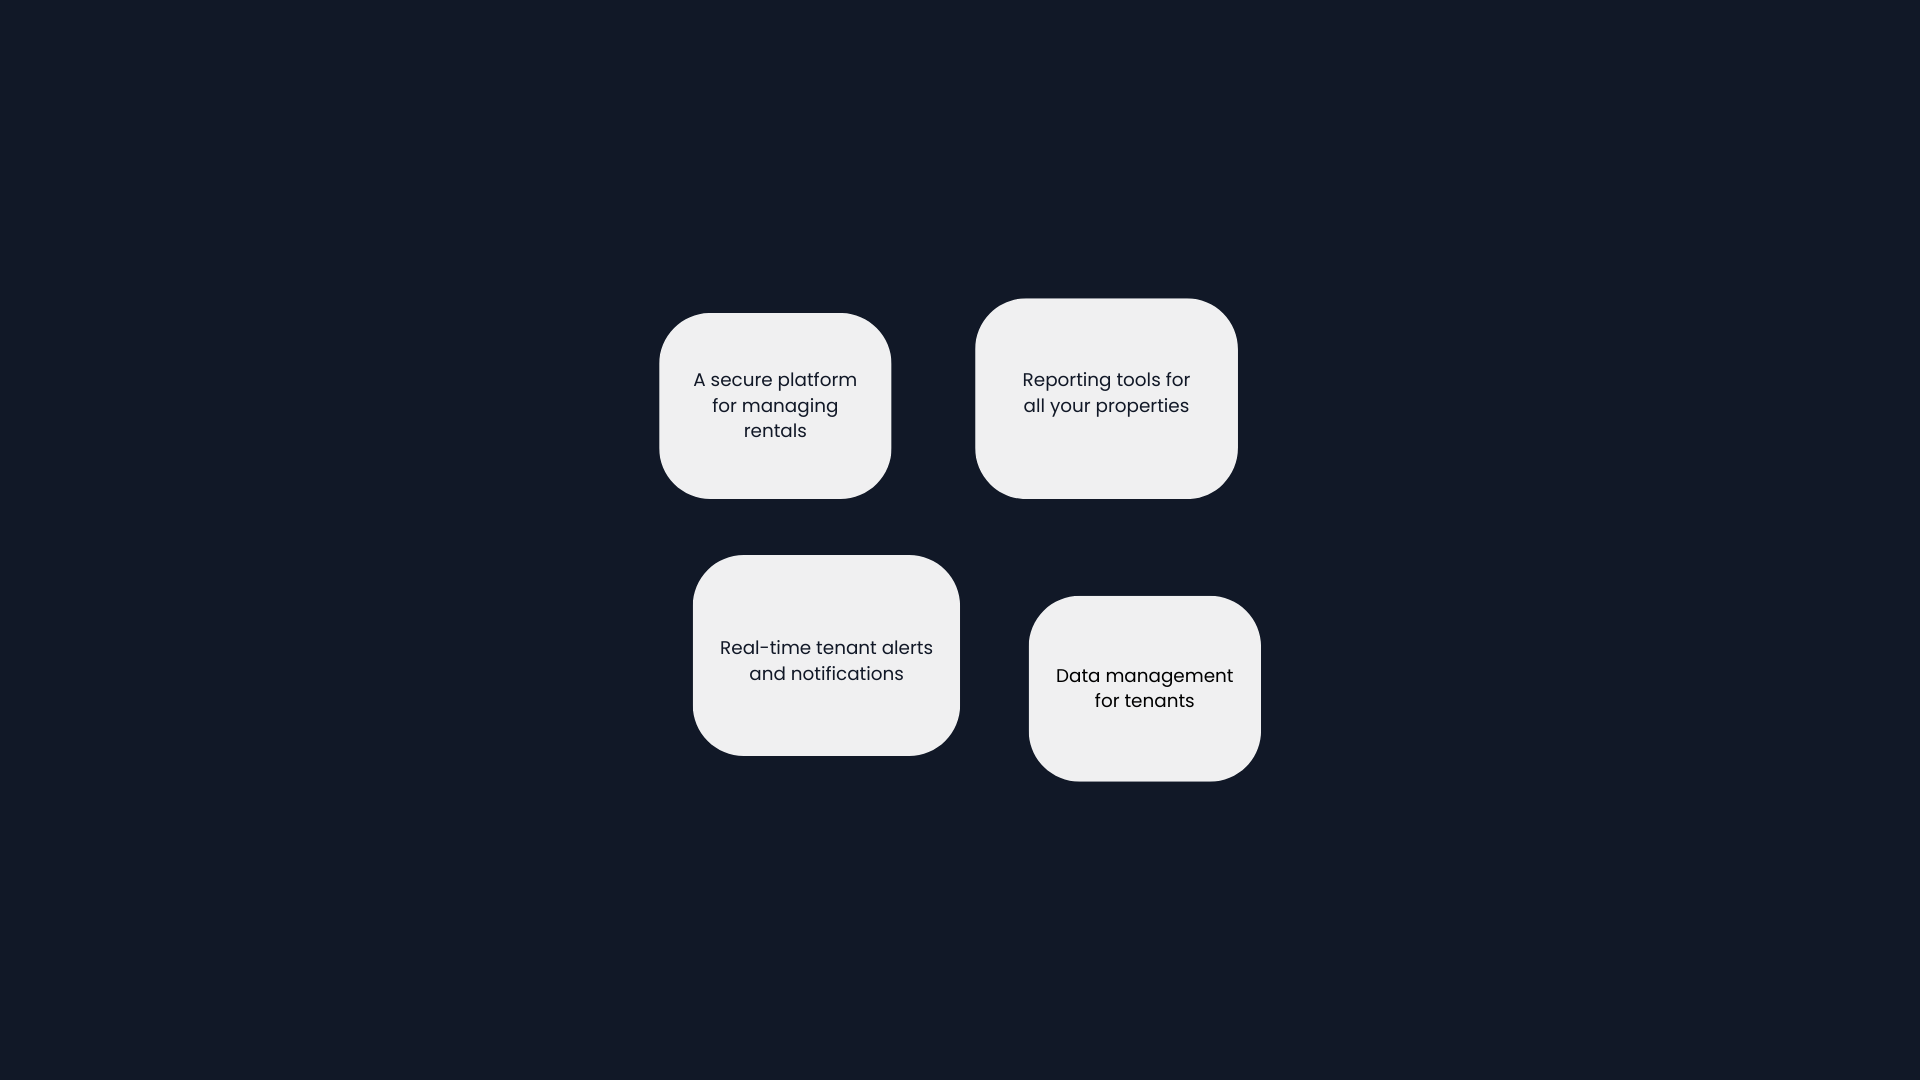 A secure platform
for managing
rentals
Reporting tools for
all your properties
Real-time tenant alerts
and notifications
Data management
for tenants